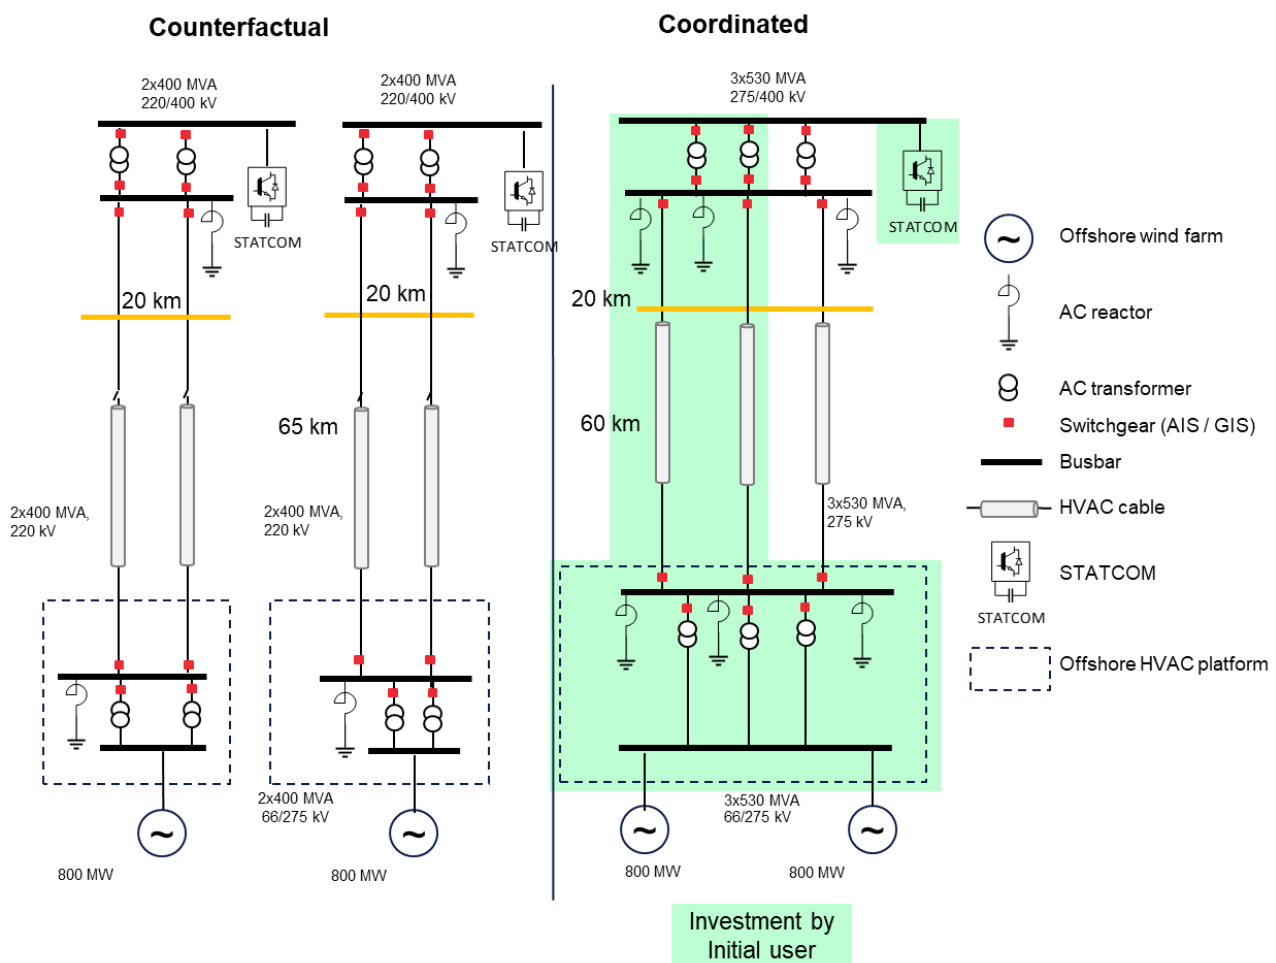 Counterfactual
Coordinated
2x400 MVA
220/400 kV
2x400 MVA
220/400 kV
3x530 MVA
275/400 kV
STATCOM
STATCOM
STATCOM
20 km
20 km
20 km
65 km
60 km
2x400 MVA,
220 kV
2x400 MVA,
220 kV
3x530 MVA,
275 kV
2x400 MVA
66/275 kV
3x530 MVA
66/275 kV
~
~
~
~
800 MW
800 MW
800 MW
800 MW
Investment by
Initial user
~
Offshore wind farm
AC reactor
AC transformer
Switchgear (AIS / GIS)
Busbar
HVAC cable
STATCOM
STATCOM
Offshore HVAC platform